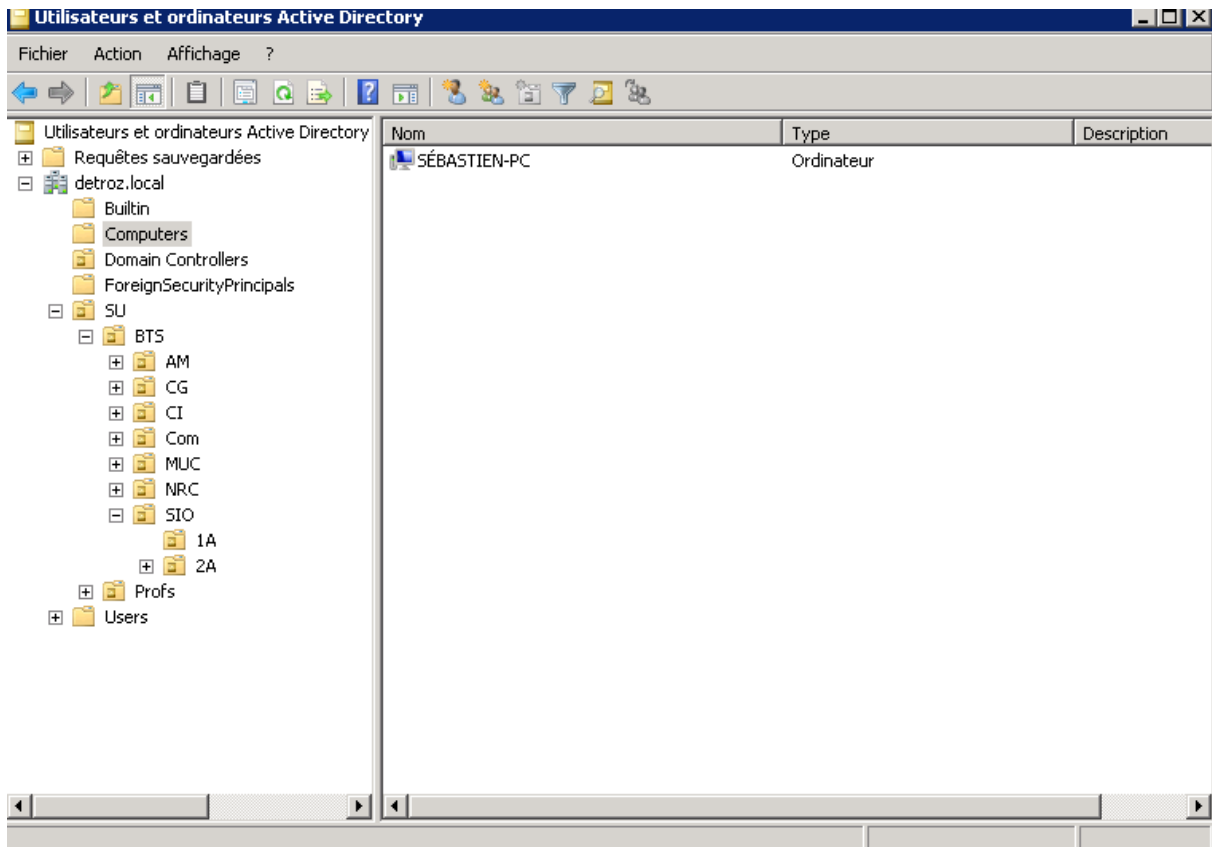 Utilisateurs et ordinateurs Active Directory
Fichier Action Affichage ?
Utilisateurs et ordinateurs Active Directory
Requêtes sauvegardées
detroz.local
Builtin
Computers
Domain Controllers
ForeignSecurityPrincipals
SU
BTS
AM
CG
CI
Com
MUC
NRC
SIO
1A
2A
Profs
Users
Nom Type Description
SÉBASTIEN-PC Ordinateur